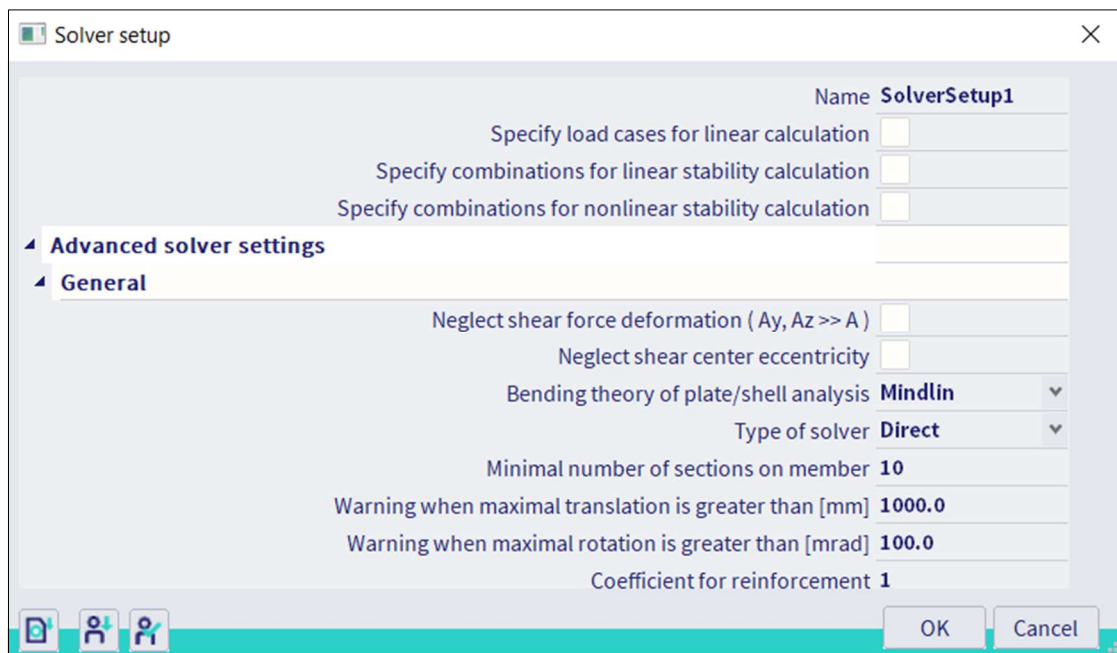 Solver setup
Name SolverSetup1
Specify load cases for linear calculation
Specify combinations for linear stability calculation
Specify combinations for nonlinear stability calculation
Advanced solver settings
General
Neglect shear force deformation ( Ay, Az >> A )
Neglect shear center eccentricity
Bending theory of plate/shell analysis Mindlin
Type of solver Direct
Minimal number of sections on member 10
Warning when maximal translation is greater than [mm] 1000.0
Warning when maximal rotation is greater than [mrad] 100.0
Coefficient for reinforcement 1
OK Cancel